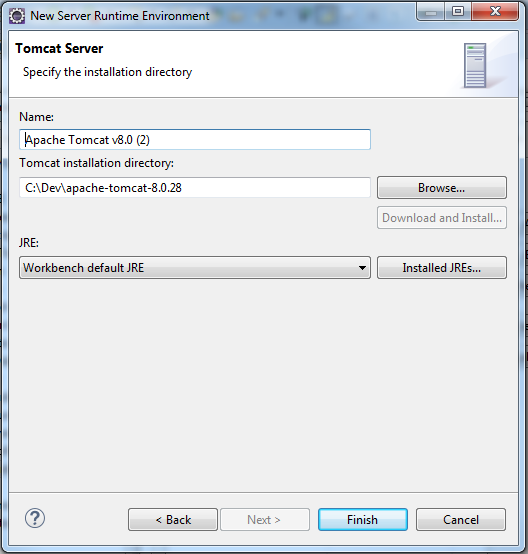 New Server Runtime Environment
Tomcat Server
Specify the installation directory
Name:
Apache Tomcat v8.0 (2)
Tomcat installation directory:
C:\Dev\apache-tomcat-8.0.28
Browse...
Download and Install...
JRE:
Workbench default JRE
Installed JREs...
?
< Back
Next >
Finish
Cancel